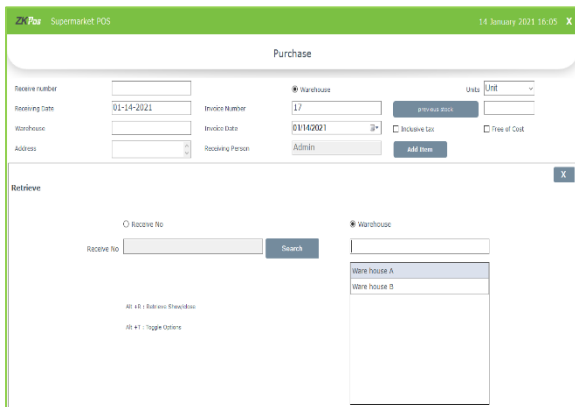 ZKPos Supermarket POS 14 January 2021 16:05 X
Purchase
Receive number Warehouse Units Unit
Receiving Date 01-14-2021 Invoice Number 17 previous stock
Warehouse Invoice Date 01/14/2021 Inclusive tax Free of Cost
Address Receiving Person Admin Add Item
X
Retrieve
Receive No Warehouse
Receive No Search
Ware house A
Ware house B
Alt +R : Retrieve Show/close
Alt +T : Toggle Options